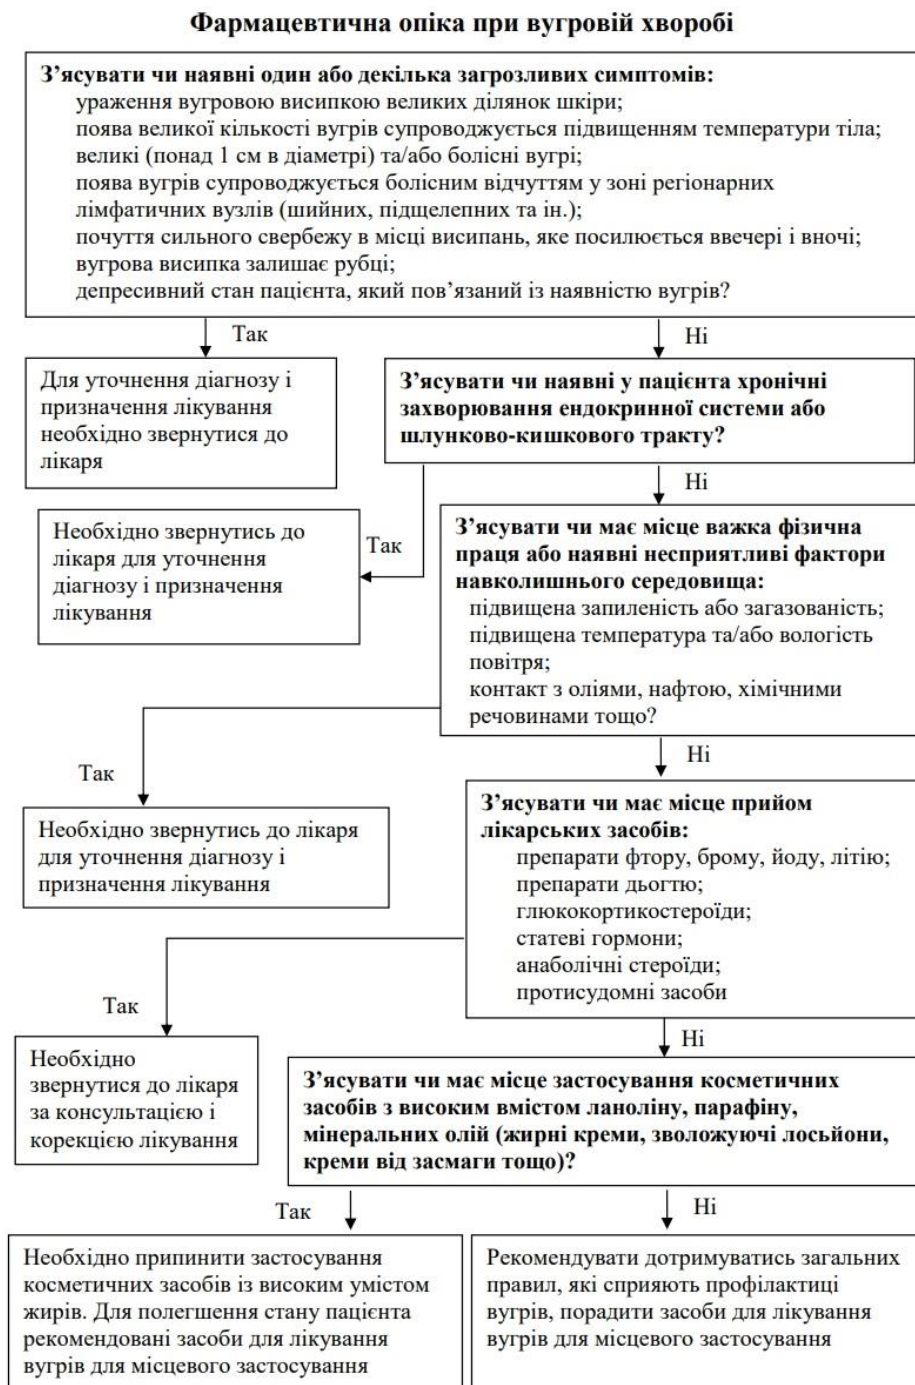 Фармацевтична опіка при вугровій хворобі
З’ясувати чи наявні один або декілька загрозливих симптомів:
ураження вугровою висипкою великих ділянок шкіри;
поява великої кількості вугрів супроводжується підвищенням температури тіла;
великі (понад 1 см в діаметрі) та/або болісні вугрі;
поява вугрів супроводжується болісним відчуттям у зоні регіонарних
лімфатичних вузлів (шийних, підщелепних та ін.);
почуття сильного свербежу в місці висипань, яке посилюється ввечері і вночі;
вугрова висипка залишає рубці;
депресивний стан пацієнта, який пов’язаний із наявністю вугрів?
Так
Ні
Для уточнення діагнозу і
призначення лікування
необхідно звернутися до
лікаря
З’ясувати чи наявні у пацієнта хронічні
захворювання ендокринної системи або
шлунково-кишкового тракту?
Ні
Так
Необхідно звернутись до
лікаря для уточнення
діагнозу і призначення
лікування
З’ясувати чи має місце важка фізична
праця або наявні несприятливі фактори
навколишнього середовища:
підвищена запиленість або загазованість;
підвищена температура та/або вологість
повітря;
контакт з оліями, нафтою, хімічними
речовинами тощо?
Ні
Так
Необхідно звернутись до лікаря
для уточнення діагнозу і
призначення лікування
З’ясувати чи має місце прийом
лікарських засобів:
препарати фтору, брому, йоду, літію;
препарати дьогтю;
глюкокортикостероїди;
статеві гормони;
анаболічні стероїди;
протисудомні засоби
Так
Ні
Необхідно
звернутися до лікаря
за консультацією і
корекцією лікування
З’ясувати чи має місце застосування косметичних
засобів з високим вмістом ланоліну, парафіну,
мінеральних олій (жирні креми, зволожуючі лосьйони,
креми від засмаги тощо)?
Так
Ні
Необхідно припинити застосування
косметичних засобів із високим умістом
жирів. Для полегшення стану пацієнта
рекомендовані засоби для лікування
вугрів для місцевого застосування
Рекомендувати дотримуватись загальних
правил, які сприяють профілактиці
вугрів, порадити засоби для лікування
вугрів для місцевого застосування